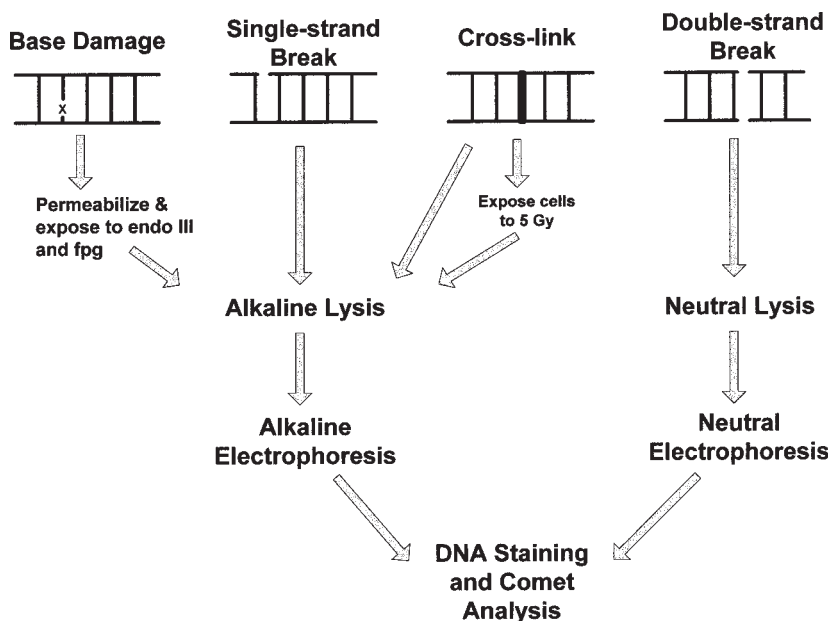 Base Damage
Single-strand
Break
Cross-link
Double-strand
Break
x
Permeabilize &
expose to endo III
and fpg
Expose cells
to 5 Gy
Alkaline Lysis
Neutral Lysis
Alkaline
Electrophoresis
Neutral
Electrophoresis
DNA Staining
and Comet
Analysis